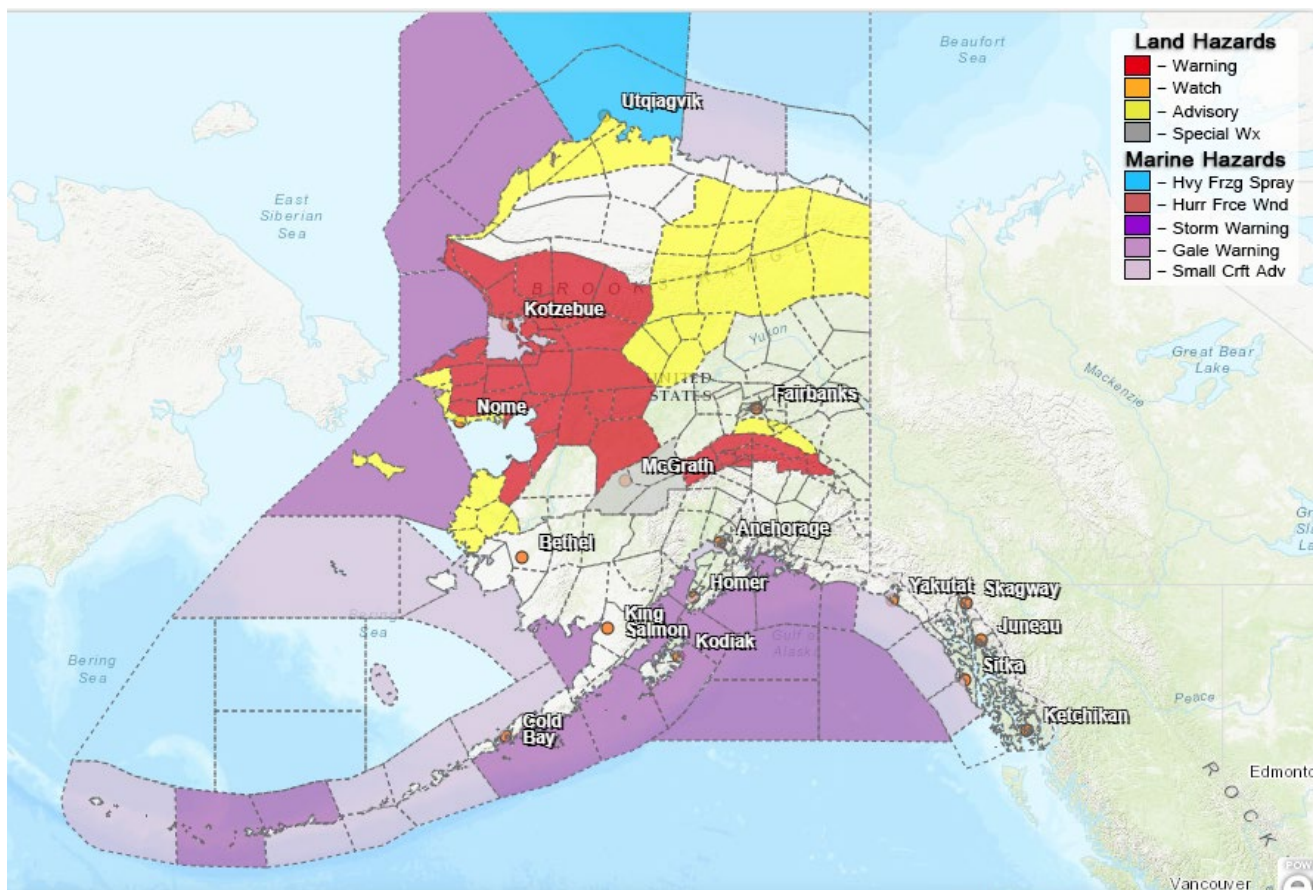 Land Hazards
– Warning
– Watch
– Advisory
– Special Wx
Marine Hazards
– Hvy Frzg Spray
– Hurr Frce Wnd
– Storm Warning
– Gale Warning
– Small Crft Adv
Beaufort
Sea
Utqiagvik
East
Siberian
Sea
BROOKS RANGE
Kotzebue
Yukon
Great Bear
Lake
Mackenzie
UNITED
STATES
Fairbanks
Nome
McGrath
Anchorage
Bethel
Homer
Yakutat
Skagway
King
Salmon
Juneau
Bering
Sea
Kodiak
Gulf of
Alaska
Bering
Sea
Sitka
Peace
Cold
Bay
Ketchikan
ROCK
Edmonto
Vancouver
POW